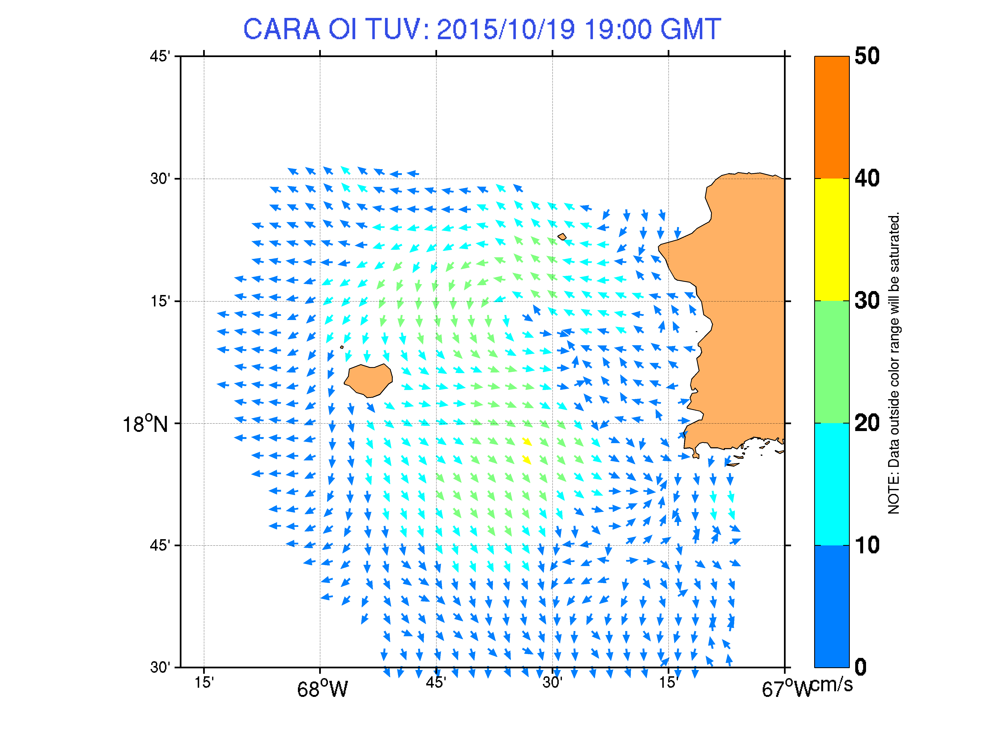 CARA OI TUV: 2015/10/19 19:00 GMT
45'
30'
15'
18°N
45'
30'
15'
68°W
45'
30'
15'
67°W
50
40
30
20
10
0
cm/s
NOTE: Data outside color range will be saturated.